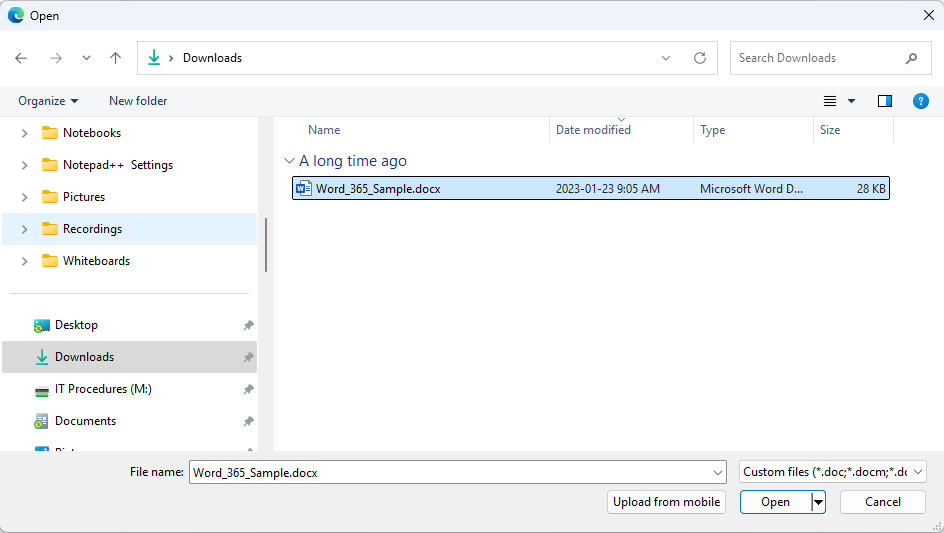 Open
Downloads
Search Downloads
Organize
New folder
Notebooks
Notepad++ Settings
Pictures
Recordings
Whiteboards
Desktop
Downloads
IT Procedures (M:)
Documents
Name
Date modified
Type
Size
A long time ago
Word_365_Sample.docx
2023-01-23 9:05 AM
Microsoft Word D...
28 KB
File name:
Word_365_Sample.docx
Custom files (*.doc;*.docm;*.dc
Upload from mobile
Open
Cancel